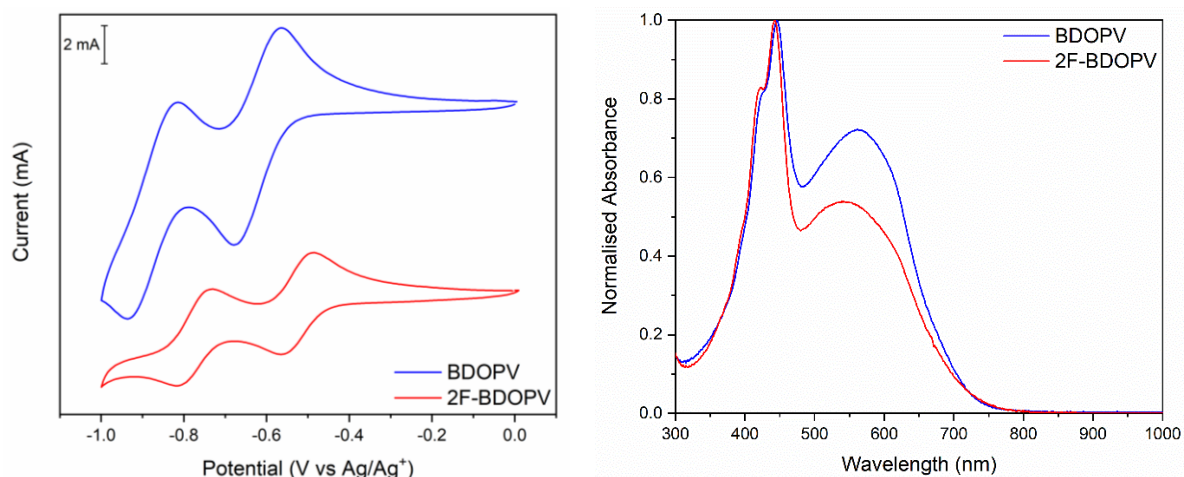 2 mA
Current (mA)
BDOPV
2F-BDOPV
-1.0 -0.8 -0.6 -0.4 -0.2 0.0
Potential (V vs Ag/Ag⁺)
BDOPV
2F-BDOPV
Normalised Absorbance
1.0
0.8
0.6
0.4
0.2
0.0
300 400 500 600 700 800 900 1000
Wavelength (nm)